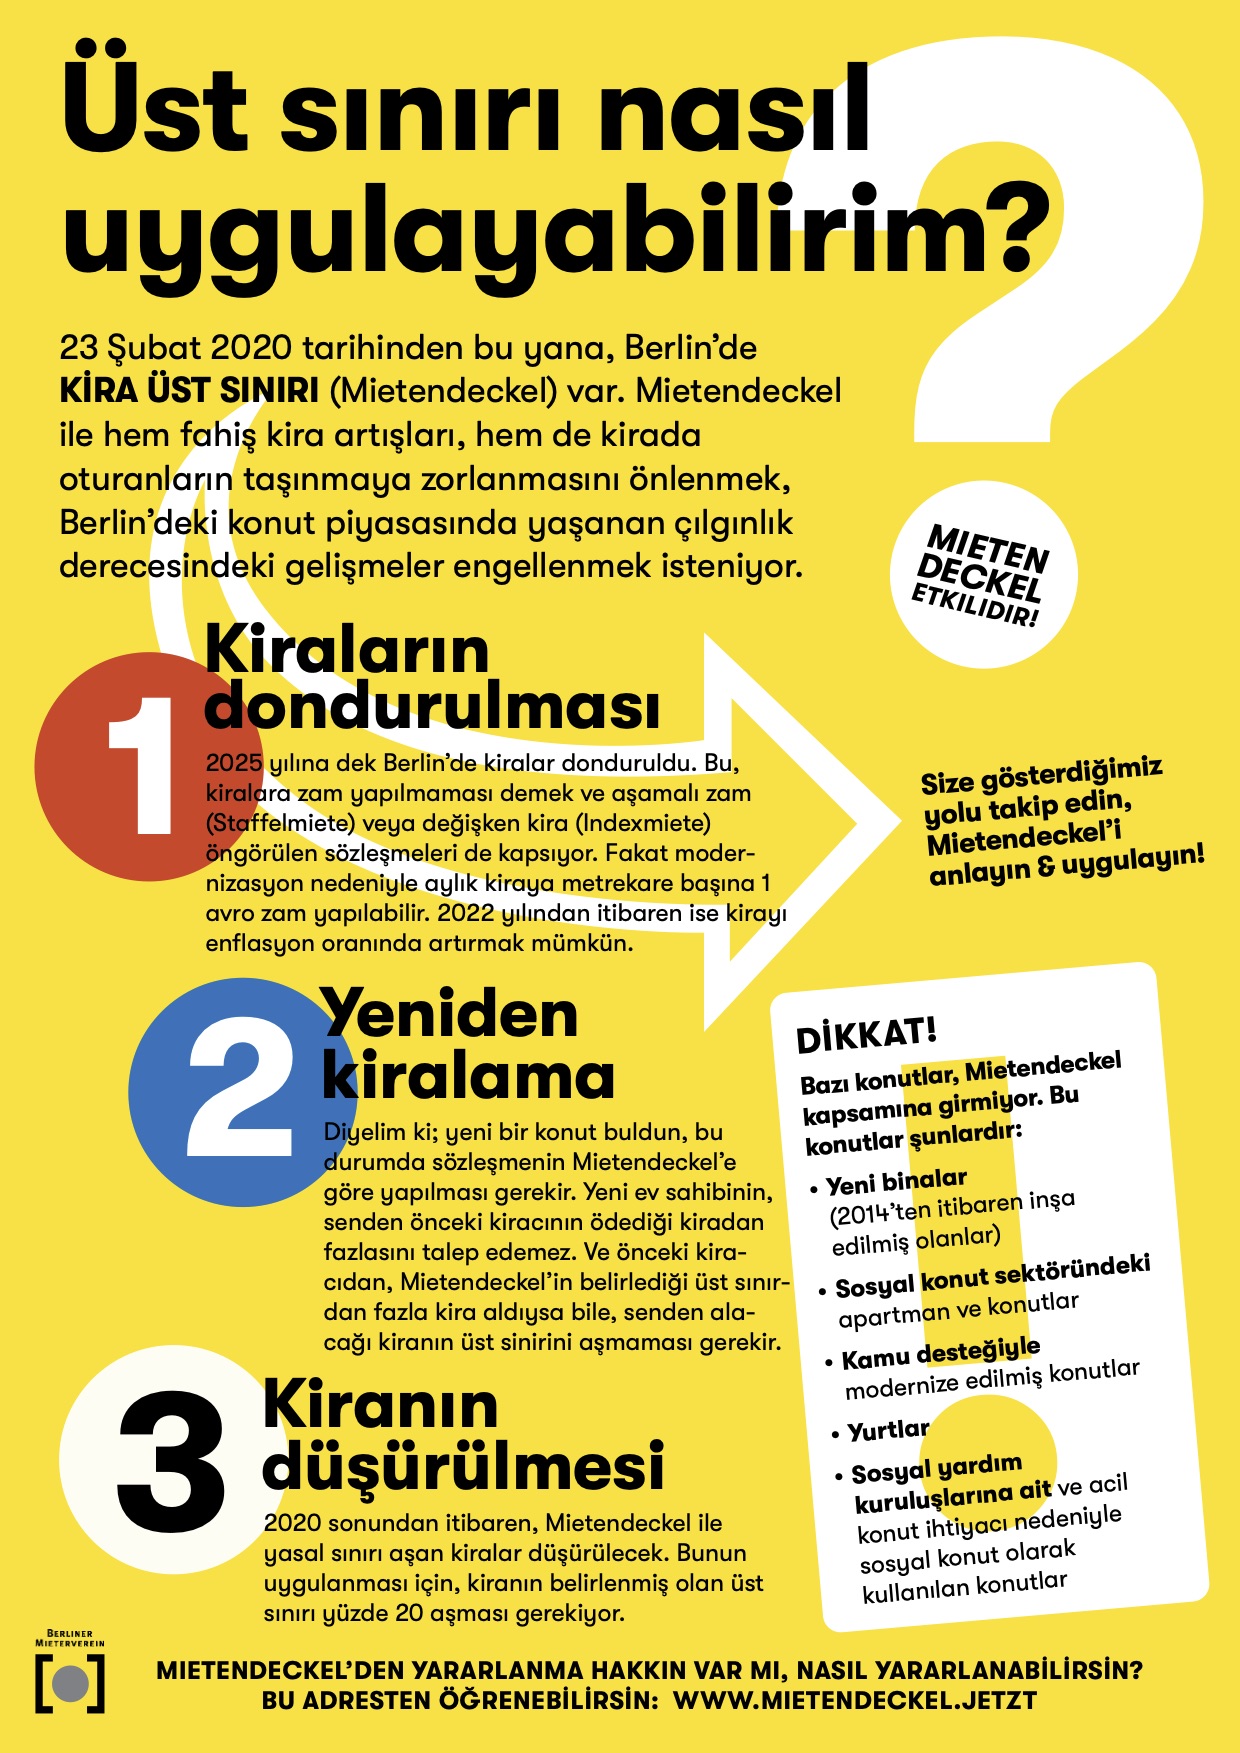 Üst sınırı nasıl
uygulayabilirim?
23 Şubat 2020 tarihinden bu yana, Berlin’de
KİRA ÜST SINIRI (Mietendeckel) var. Mietendeckel
ile hem fahiş kira artışları, hem de kirada
oturanların taşınmaya zorlanmasını önlenmek,
Berlin’deki konut piyasasında yaşanan çılgınlık
derecesindeki gelişmeler engellenmek isteniyor.
MIETEN
DECKEL
ETKILIDIR!
1
Kiraların
dondurulması
2025 yılına dek Berlin’de kiralar donduruldu. Bu,
kiralara zam yapılmaması demek ve aşamalı zam
(Staffelmiete) veya değişken kira (Indexmiete)
öngörülen sözleşmeleri de kapsıyor. Fakat moder-
nizasyon nedeniyle aylık kiraya metrekare başına 1
avro zam yapılabilir. 2022 yılından itibaren ise kirayı
enflasyon oranında artırmak mümkün.
Size gösterdiğimiz
yolu takip edin,
Mietendeckel’i
anlayın & uygulayın!
2
Yeniden
kiralama
Diyelim ki; yeni bir konut buldun, bu
durumda sözleşmenin Mietendeckel’e
göre yapılması gerekir. Yeni ev sahibinin,
senden önceki kiracının ödediği kiradan
fazlasını talep edemez. Ve önceki kira-
cıdan, Mietendeckel’in belirlediği üst sınır-
dan fazla kira aldıysa bile, senden ala-
cağı kiranın üst sinirini aşmaması gerekir.
3
Kiranın
düşürülmesi
2020 sonundan itibaren, Mietendeckel ile
yasal sınırı aşan kiralar düşürülecek. Bunun
uygulanması için, kiranın belirlenmiş olan üst
sınırı yüzde 20 aşması gerekiyor.
DİKKAT!
Bazı konutlar, Mietendeckel
kapsamına girmiyor. Bu
konutlar şunlardır:
• Yeni binalar
(2014’ten itibaren inşa
edilmiş olanlar)
• Sosyal konut sektöründeki
apartman ve konutlar
• Kamu desteğiyle
modernize edilmiş konutlar
• Yurtlar
• Sosyal yardım
kuruluşlarına ait ve acil
konut ihtiyacı nedeniyle
sosyal konut olarak
kullanılan konutlar
BERLINER
MIETERVEREIN
MIETENDECKEL’DEN YARARLANMA HAKKIN VAR MI, NASIL YARARLANABİLİRSİN?
BU ADRESTEN ÖĞRENEBİLİRSİN: WWW.MIETENDECKEL.JETZT